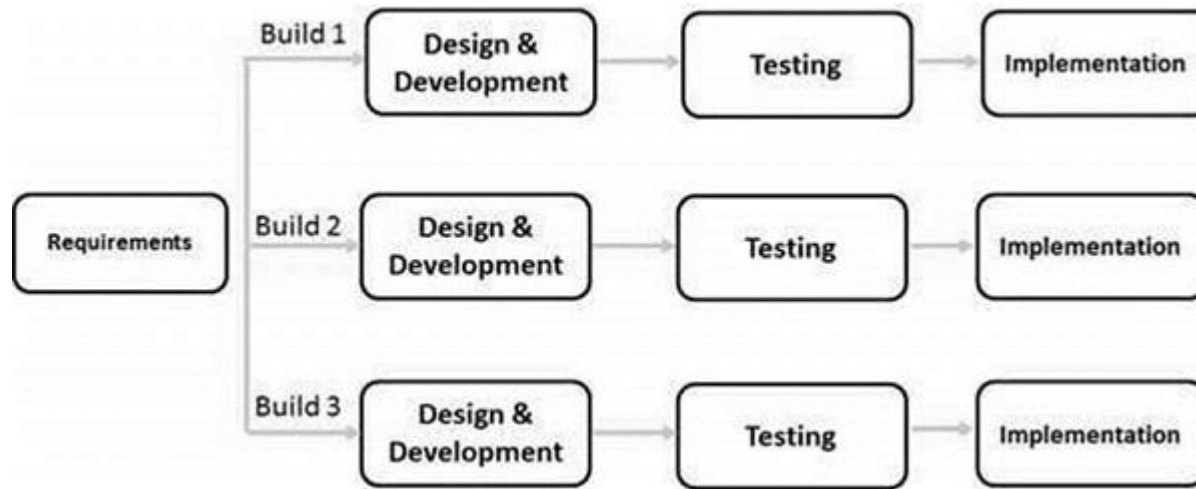 Build 1
Design &
Development
Testing
Implementation
Requirements
Build 2
Design &
Development
Testing
Implementation
Build 3
Design &
Development
Testing
Implementation